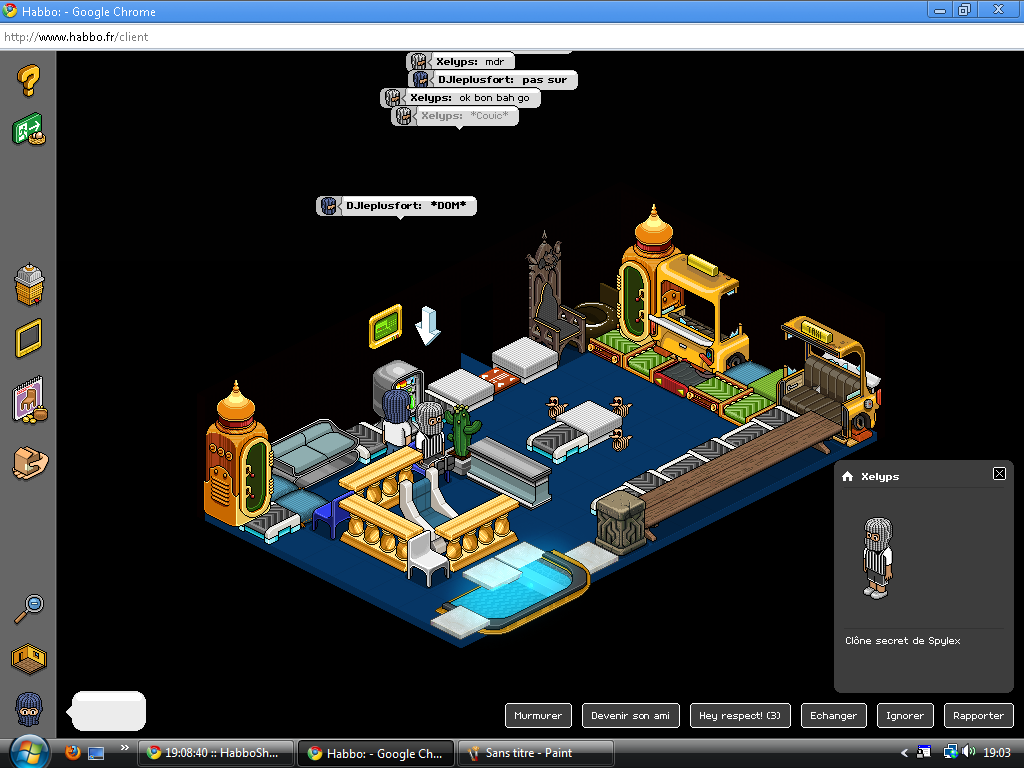 Habbo: - Google Chrome
http://www.habbo.fr/client
Xelyps: mdr
DJleplusfort: pas sur
Xelyps: ok bon bah go
Xelyps: *Couic*
DJleplusfort: *DOM*
TAXI
Xelyps
Clône secret de Spylex
Murmurer
Devenir son ami
Hey respect! (3)
Echanger
Ignorer
Rapporter
19:08:40 :: HabboSh...
Habbo: - Google Ch...
Sans titre - Paint
19:03